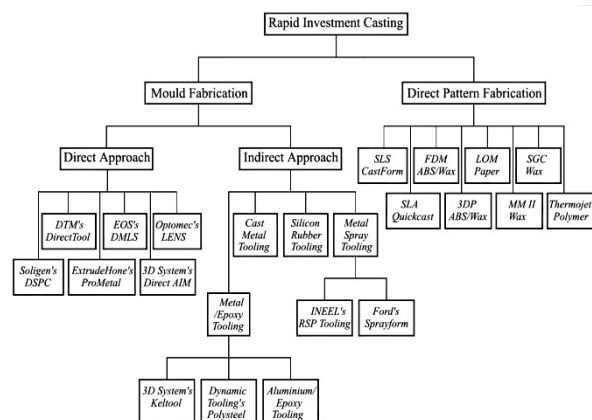 Rapid Investment Casting
Mould Fabrication
Direct Pattern Fabrication
Direct Approach
Indirect Approach
SLS
CastForm
FDM
ABS/Wax
LOM
Paper
SGC
Wax
SLA
Quickcast
3DP
ABS/Wax
MM II
Wax
Thermojet
Polymer
DTM's
DirectTool
EOS's
DMLS
Optomec's
LENS
Soligen's
DSPC
ExtrudeHone's
ProMetal
3D System's
Direct AIM
Cast
Metal
Tooling
Silicon
Rubber
Tooling
Metal
Spray
Tooling
Metal
/Epoxy
Tooling
INEEL's
RSP Tooling
Ford's
Sprayform
3D System's
Keltool
Dynamic
Tooling's
Polysteel
Aluminium/
Epoxy
Tooling